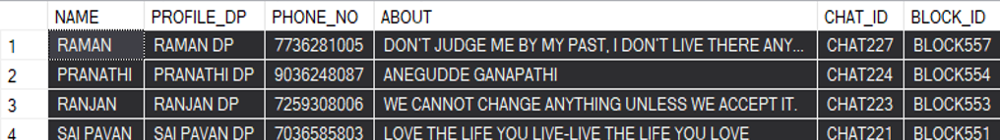 NAME PROFILE_DP PHONE_NO ABOUT CHAT_ID BLOCK_ID
1 RAMAN RAMAN DP 7736281005 DON'T JUDGE ME BY MY PAST, I DON'T LIVE THERE ANY... CHAT227 BLOCK557
2 PRANATHI PRANATHI DP 9036248087 ANEGUDDE GANAPATHI CHAT224 BLOCK554
3 RANJAN RANJAN DP 7259308006 WE CANNOT CHANGE ANYTHING UNLESS WE ACCEPT IT. CHAT223 BLOCK553
4 SAI PAVAN SAI PAVAN DP 7036585803 LOVE THE LIFE YOU LIVE-LIVE THE LIFE YOU LOVE CHAT221 BLOCK551